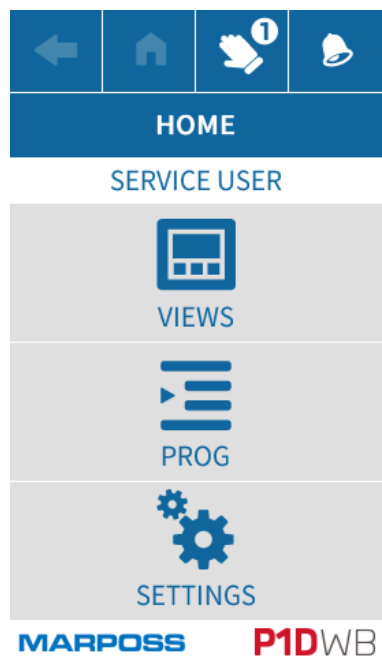 1
HOME
SERVICE USER
VIEWS
PROG
SETTINGS
MARPOSS P1DWB